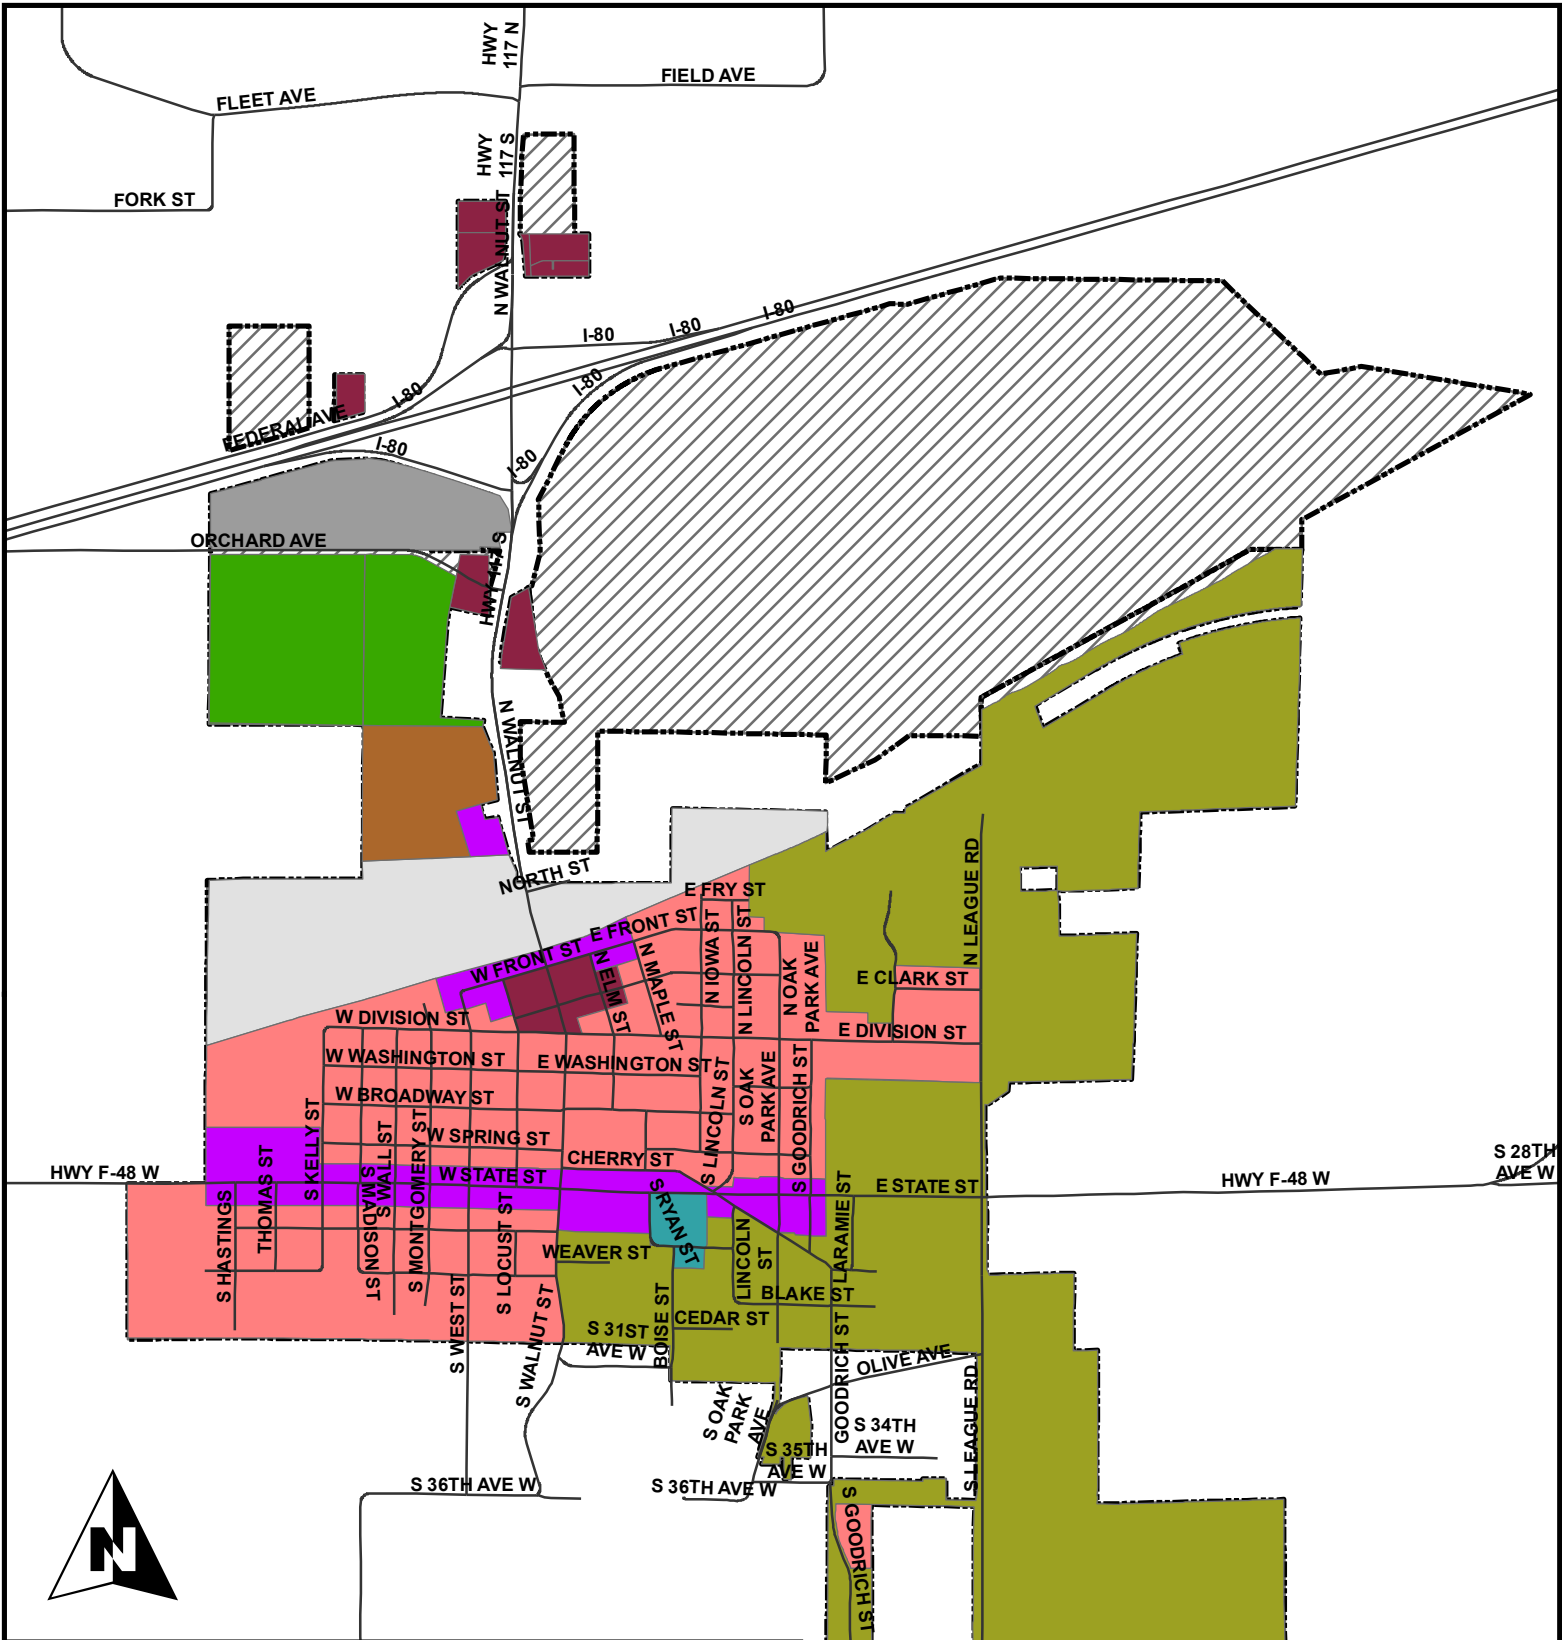 HWY
117 N
FIELD AVE
FLEET AVE
HWY
117 S
FORK ST
N WALNUT ST
I-80
I-80
I-80
I-80
I-80
FEDERAL AVE
I-80
I-80
ORCHARD AVE
HWY 117 S
N WALNUT ST
NORTH ST
E FRY ST
N LEAGUE RD
E FRONT ST
W FRONT ST
N ELM ST
N MAPLE ST
N IOWA ST
N LINCOLN ST
N OAK
PARK AVE
E CLARK ST
W DIVISION ST
E DIVISION ST
W WASHINGTON ST
E WASHINGTON ST
W BROADWAY ST
S OAK
PARK AVE
S GOODRICH ST
S LINCOLN ST
S KELLY ST
S WALL ST
S MONTGOMERY ST
W SPRING ST
CHERRY ST
S 28TH
AVE W
HWY F-48 W
THOMAS ST
S MADISON ST
W STATE ST
E STATE ST
HWY F-48 W
S HASTINGS
S LOCUST ST
S RYAN ST
LARAMIE ST
WEAVER ST
LINCOLN
ST
BLAKE ST
S WEST ST
S WALNUT ST
BOISE ST
CEDAR ST
S 31ST
AVE W
GOODRICH ST
OLIVE AVE
S LEAGUE RD
S OAK
PARK
AVE
S 34TH
AVE W
S 35TH
AVE W
S 36TH AVE W
S 36TH AVE W
S GOODRICH ST
N